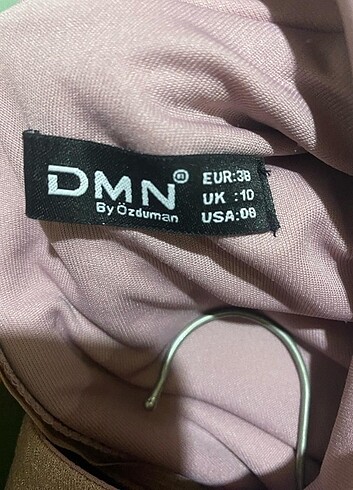 DMN®
By Özduman
EUR:38
UK :10
USA:08